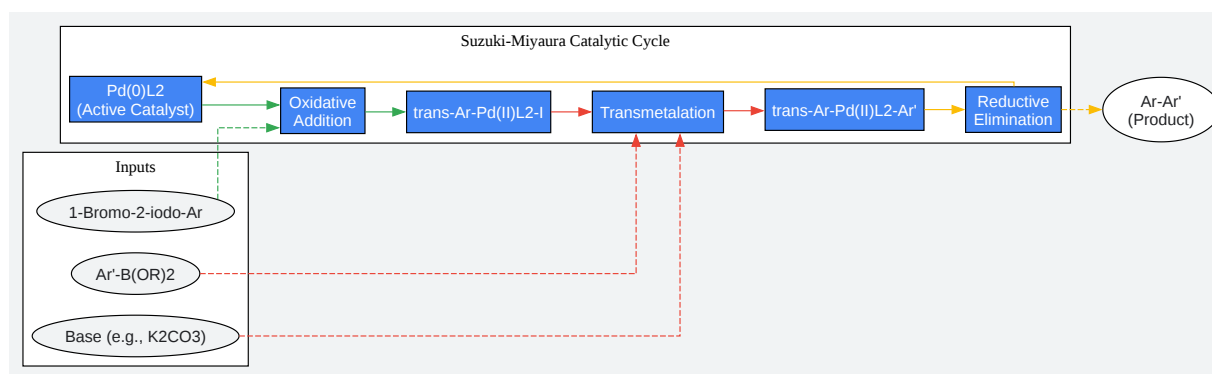 Suzuki-Miyaura Catalytic Cycle
Pd(0)L2
(Active Catalyst)
Oxidative
Addition
trans-Ar-Pd(II)L2-I
Transmetalation
trans-Ar-Pd(II)L2-Ar'
Reductive
Elimination
Ar-Ar'
(Product)
Inputs
1-Bromo-2-iodo-Ar
Ar'-B(OR)2
Base (e.g., K2CO3)